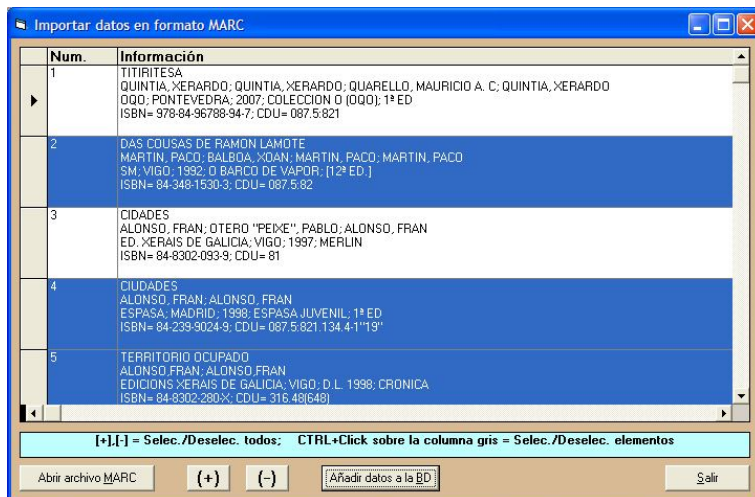 Importar datos en formato MARC
Num. Información
1 TITIRITESA
QUINTIA, XERARDO; QUINTIA, XERARDO; QUARELLO, MAURICIO A. C; QUINTIA, XERARDO
OQO; PONTEVEDRA; 2007; COLECCION O (OQO); 1ª ED
ISBN= 978-84-96788-94-7; CDU= 087.5:821
2 DAS COUSAS DE RAMON LAMOTE
MARTIN, PACO; BALBOA, XOAN; MARTIN, PACO; MARTIN, PACO
SM; VIGO; 1992; O BARCO DE VAPOR; [12ª ED.]
ISBN= 84-348-1530-3; CDU= 087.5:82
3 CIDADES
ALONSO, FRAN; OTERO "PEIXE", PABLO; ALONSO, FRAN
ED. XERAIS DE GALICIA; VIGO; 1997; MERLIN
ISBN= 84-8302-093-9; CDU= 81
4 CIUDADES
ALONSO, FRAN; ALONSO, FRAN
ESPASA; MADRID; 1998; ESPASA JUVENIL; 1ª ED
ISBN= 84-239-9024-9; CDU= 087.5:821.134.4-1"19"
5 TERRITORIO OCUPADO
ALONSO,FRAN; ALONSO,FRAN
EDICIONS XERAIS DE GALICIA; VIGO; D.L. 1998; CRONICA
ISBN= 84-8302-280-X; CDU= 316.48(648)
[+],[-] = Selec./Deselec. todos; CTRL+Click sobre la columna gris = Selec./Deselec. elementos
Abrir archivo MARC (+) (-) Añadir datos a la BD Salir